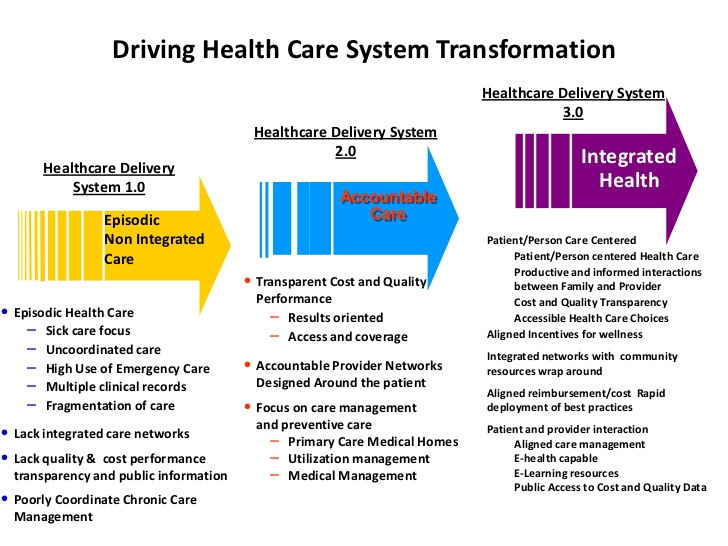 Driving Health Care System Transformation
Healthcare Delivery
System 1.0
Episodic
Non Integrated
Care
• Episodic Health Care
– Sick care focus
– Uncoordinated care
– High Use of Emergency Care
– Multiple clinical records
– Fragmentation of care
• Lack integrated care networks
• Lack quality & cost performance
transparency and public information
• Poorly Coordinate Chronic Care
Management
Healthcare Delivery System
2.0
Accountable
Care
• Transparent Cost and Quality
Performance
– Results oriented
– Access and coverage
• Accountable Provider Networks
Designed Around the patient
• Focus on care management
and preventive care
– Primary Care Medical Homes
– Utilization management
– Medical Management
Healthcare Delivery System
3.0
Integrated
Health
Patient/Person Care Centered
Patient/Person centered Health Care
Productive and informed interactions
between Family and Provider
Cost and Quality Transparency
Accessible Health Care Choices
Aligned Incentives for wellness
Integrated networks with community
resources wrap around
Aligned reimbursement/cost Rapid
deployment of best practices
Patient and provider interaction
Aligned care management
E-health capable
E-Learning resources
Public Access to Cost and Quality Data